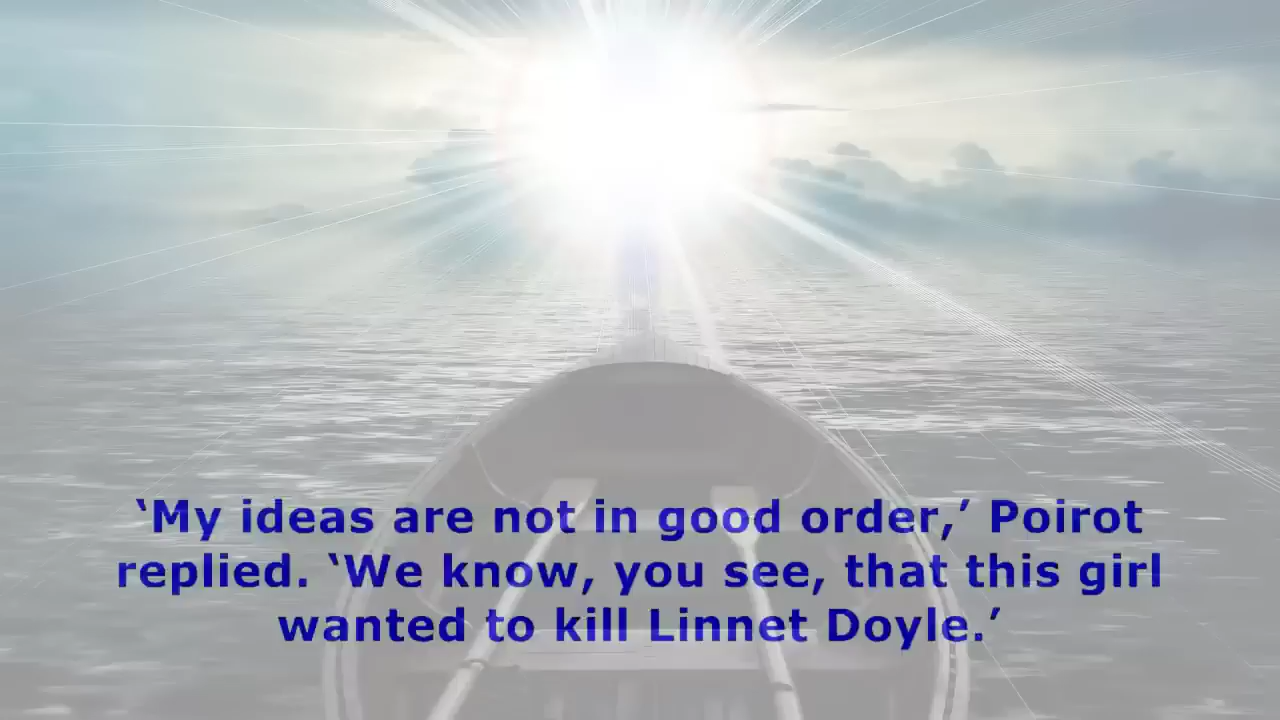 ‘My ideas are not in good order,’ Poirot
replied. ‘We know, you see, that this girl
wanted to kill Linnet Doyle.’